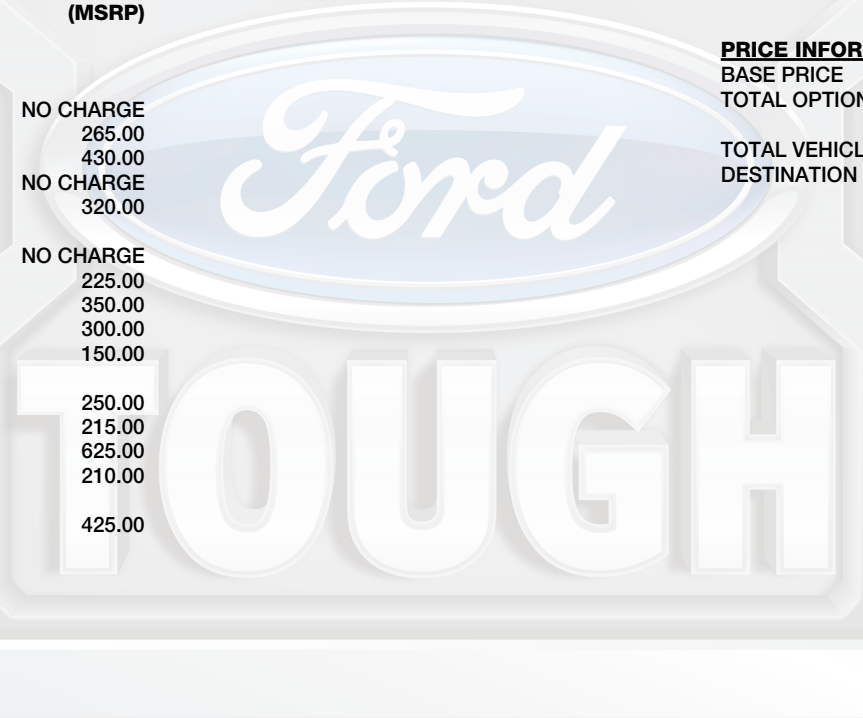 (MSRP)
NO CHARGE
265.00
430.00
NO CHARGE
320.00
NO CHARGE
225.00
350.00
300.00
150.00
250.00
215.00
625.00
210.00
425.00
PRICE INFOR
BASE PRICE
TOTAL OPTION
TOTAL VEHICL
DESTINATION
Ford
TOUGH